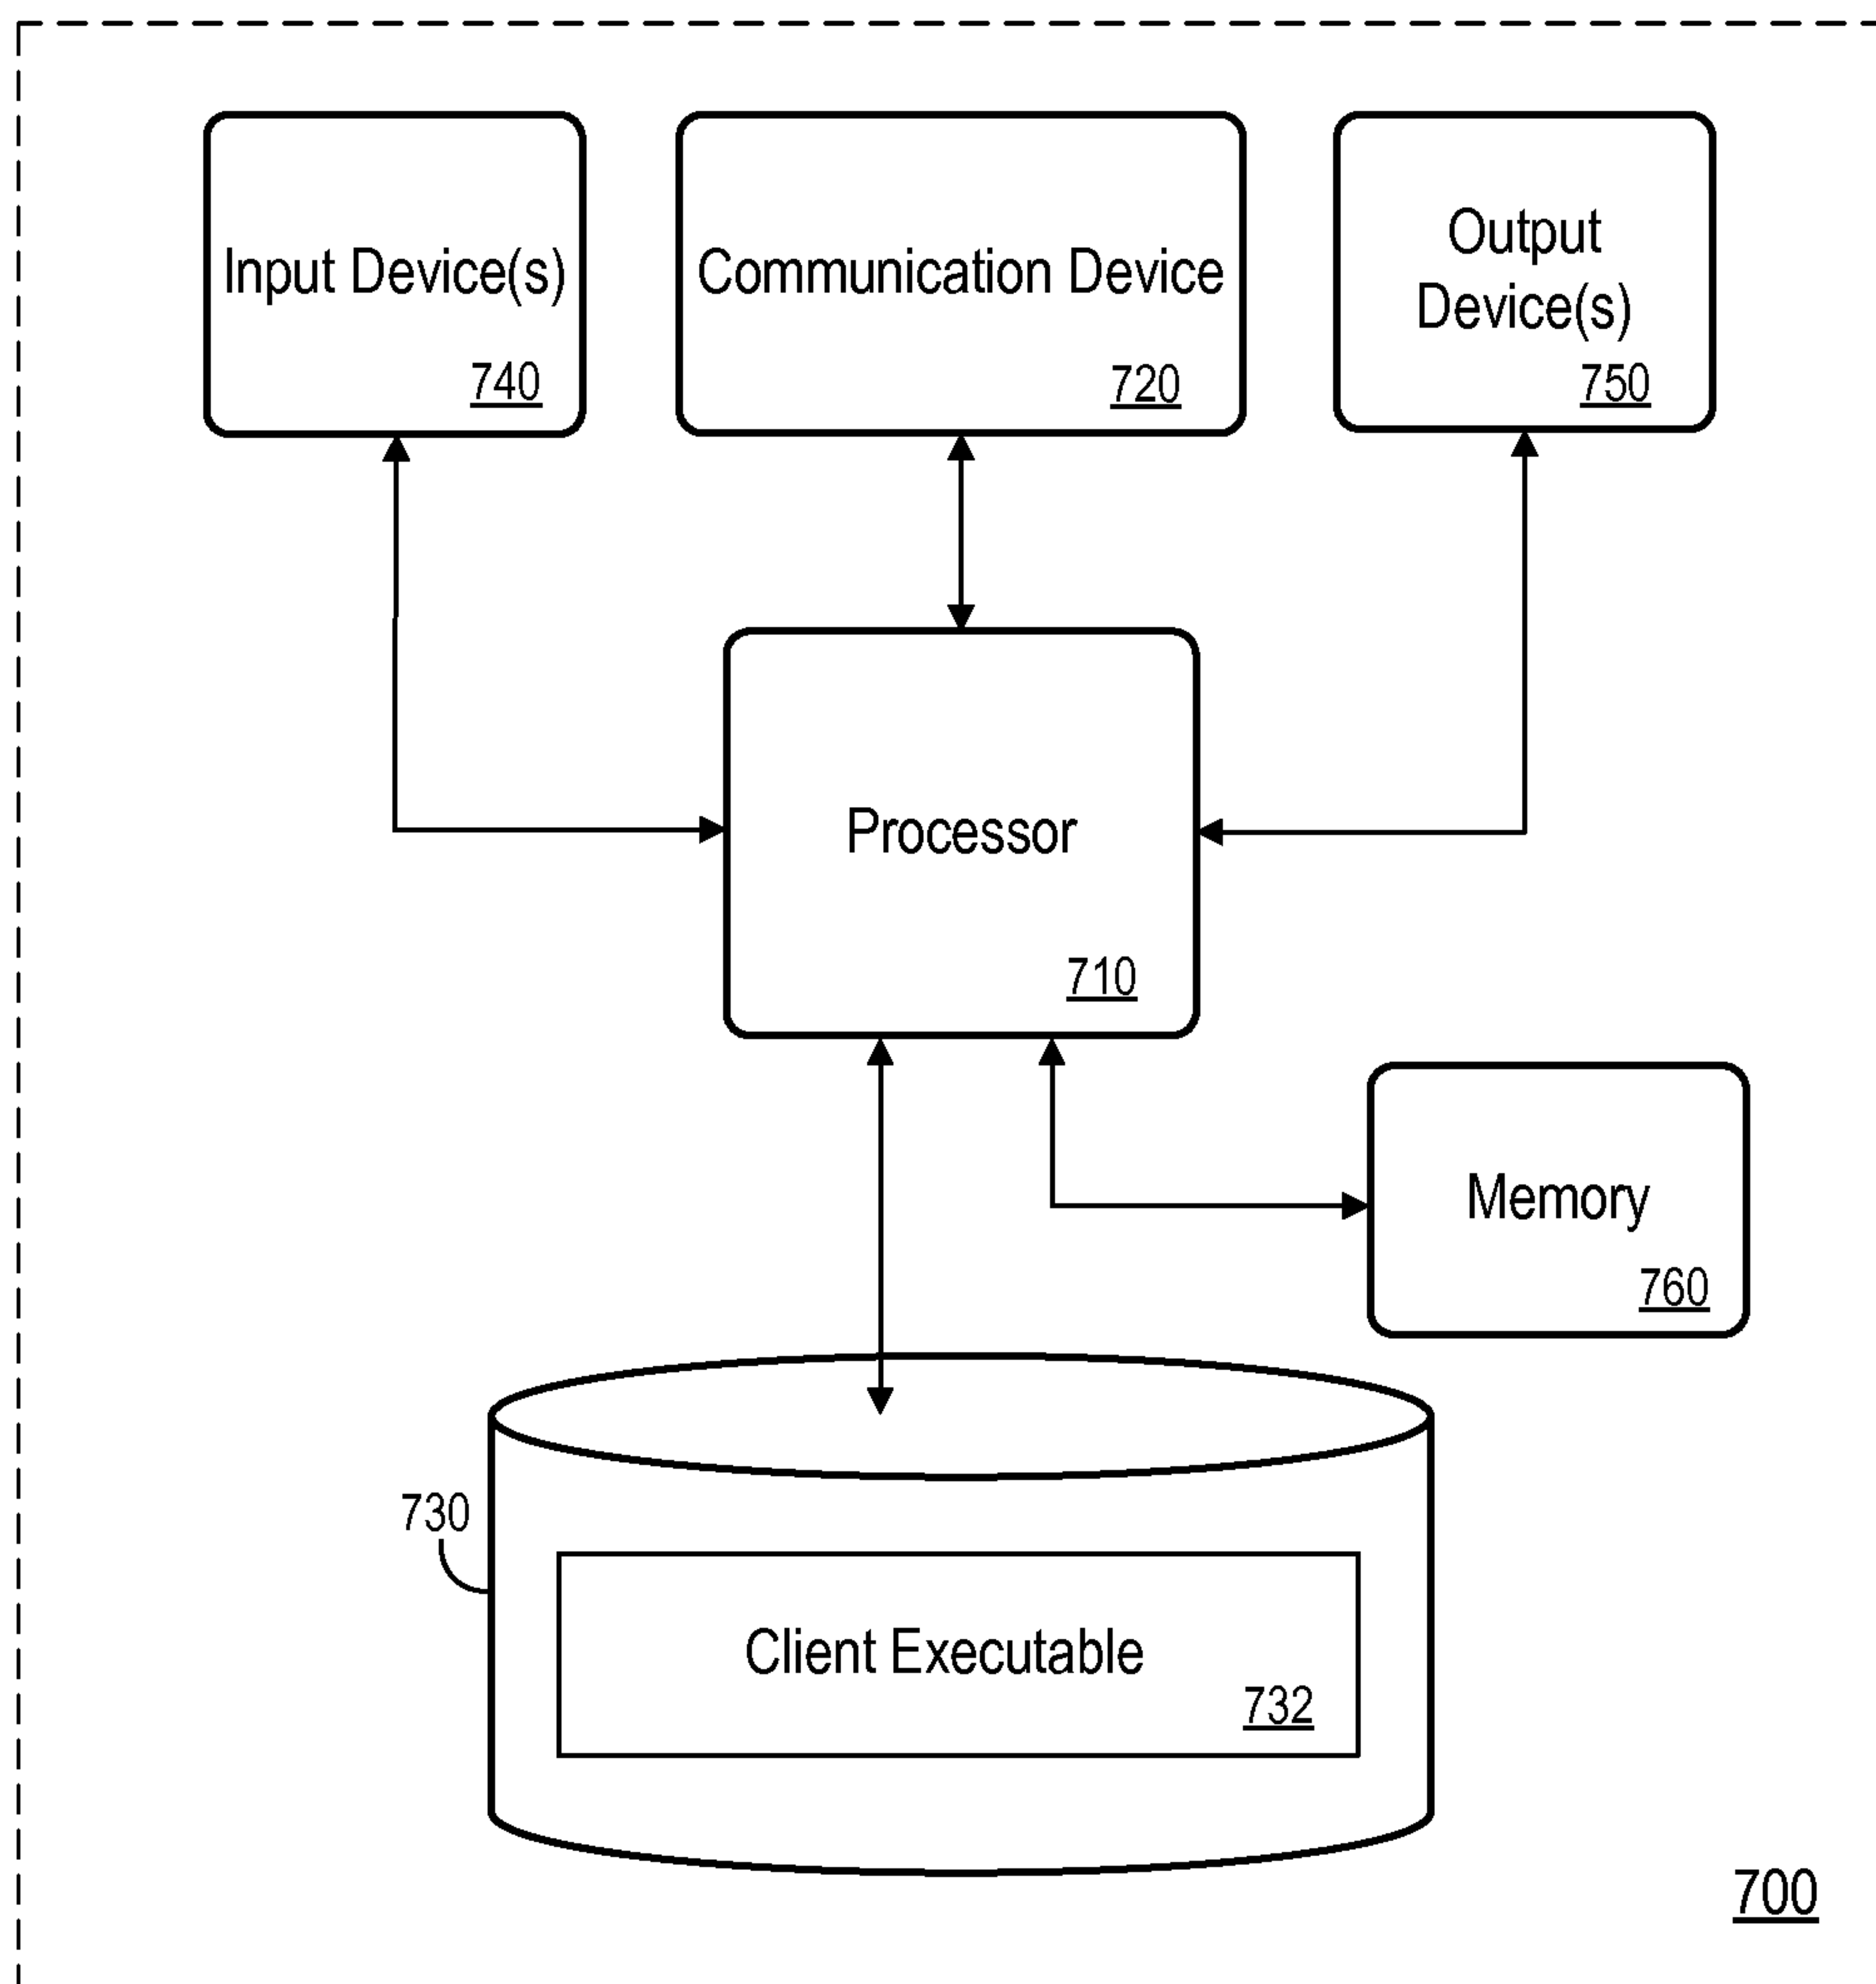 Input Device(s)
740
Communication Device
720
Output
Device(s)
750
Processor
710
Memory
760
730
Client Executable
732
700